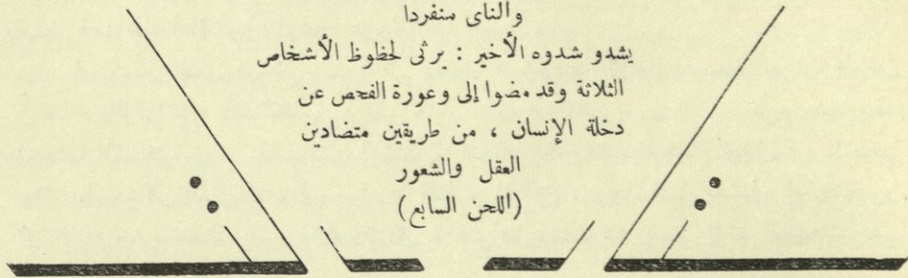 والناى منفردا
يشدو شدوه الأخير : يرثى لحظوظ الأشخاص
الثلاثة وقد مضوا إلى وعورة الفحص عن
دخلة الإنسان ، من طريقين متضادين
العقل والشعور
(اللحن السابع)